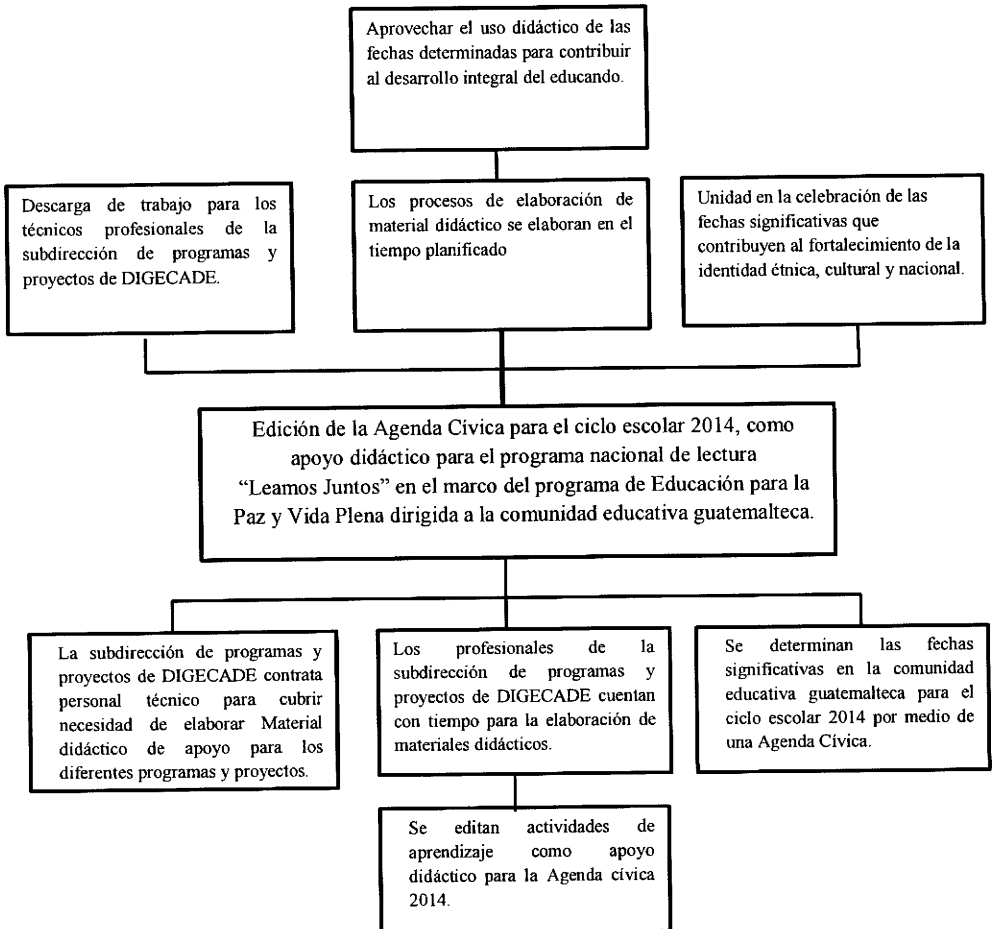 Aprovechar el uso didáctico de las
fechas determinadas para contribuir
al desarrollo integral del educando.
Descarga de trabajo para los
técnicos profesionales de la
subdirección de programas y
proyectos de DIGECADE.
Los procesos de elaboración de
material didáctico se elaboran en el
tiempo planificado
Unidad en la celebración de las
fechas significativas que
contribuyen al fortalecimiento de la
identidad étnica, cultural y nacional.
Edición de la Agenda Cívica para el ciclo escolar 2014, como
apoyo didáctico para el programa nacional de lectura
“Leamos Juntos” en el marco del programa de Educación para la
Paz y Vida Plena dirigida a la comunidad educativa guatemalteca.
La subdirección de programas y
proyectos de DIGECADE contrata
personal técnico para cubrir
necesidad de elaborar Material
didáctico de apoyo para los
diferentes programas y proyectos.
Los profesionales de la
subdirección de programas y
proyectos de DIGECADE cuentan
con tiempo para la elaboración de
materiales didácticos.
Se determinan las fechas
significativas en la comunidad
educativa guatemalteca para el
ciclo escolar 2014 por medio de
una Agenda Cívica.
Se editan actividades de
aprendizaje como apoyo
didáctico para la Agenda cívica
2014.